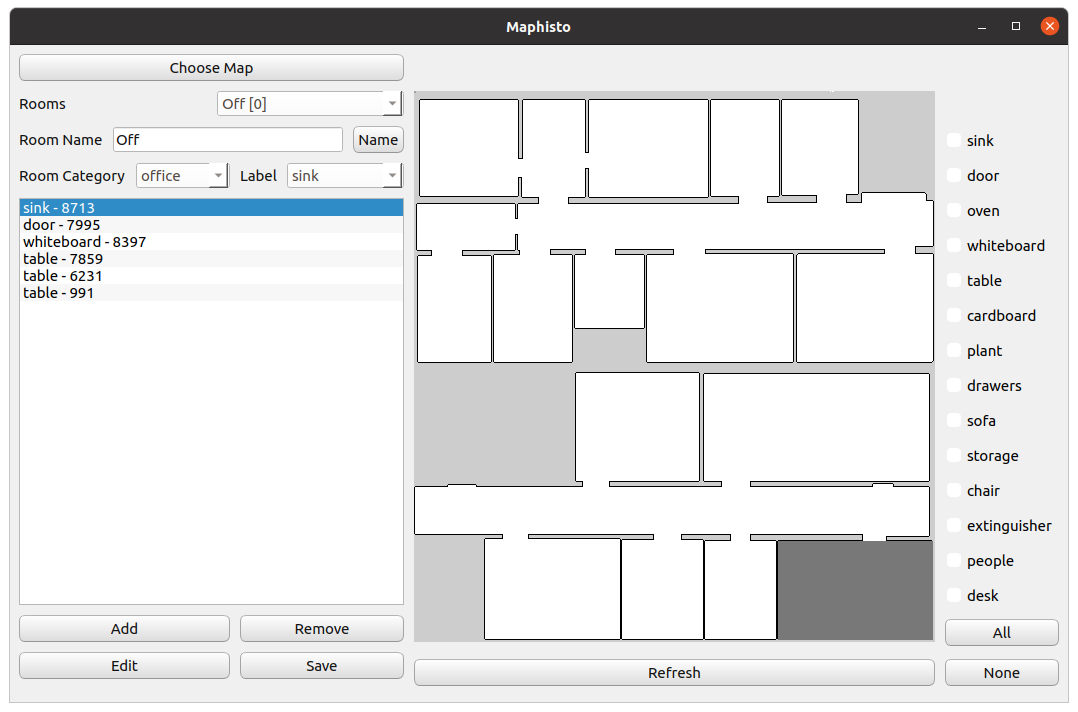 Maphisto
Choose Map
Rooms
Off [0]
Room Name
Off
Name
Room Category
office
Label
sink
sink - 8713
door - 7995
whiteboard - 8397
table - 7859
table - 6231
table - 991
Add
Remove
Edit
Save
Refresh
sink
door
oven
whiteboard
table
cardboard
plant
drawers
sofa
storage
chair
extinguisher
people
desk
All
None